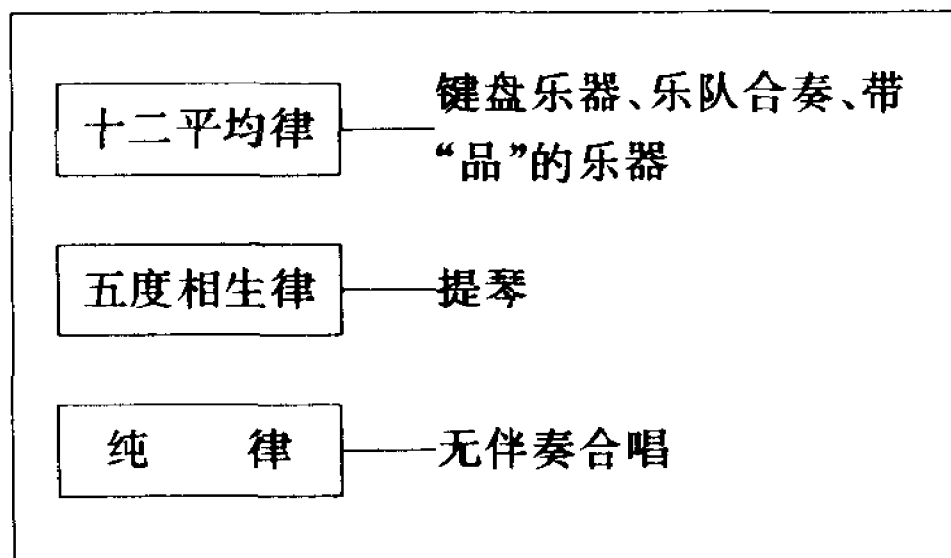 十二平均律
键盘乐器、乐队合奏、带
“品”的乐器
五度相生律
提琴
纯 律
无伴奏合唱